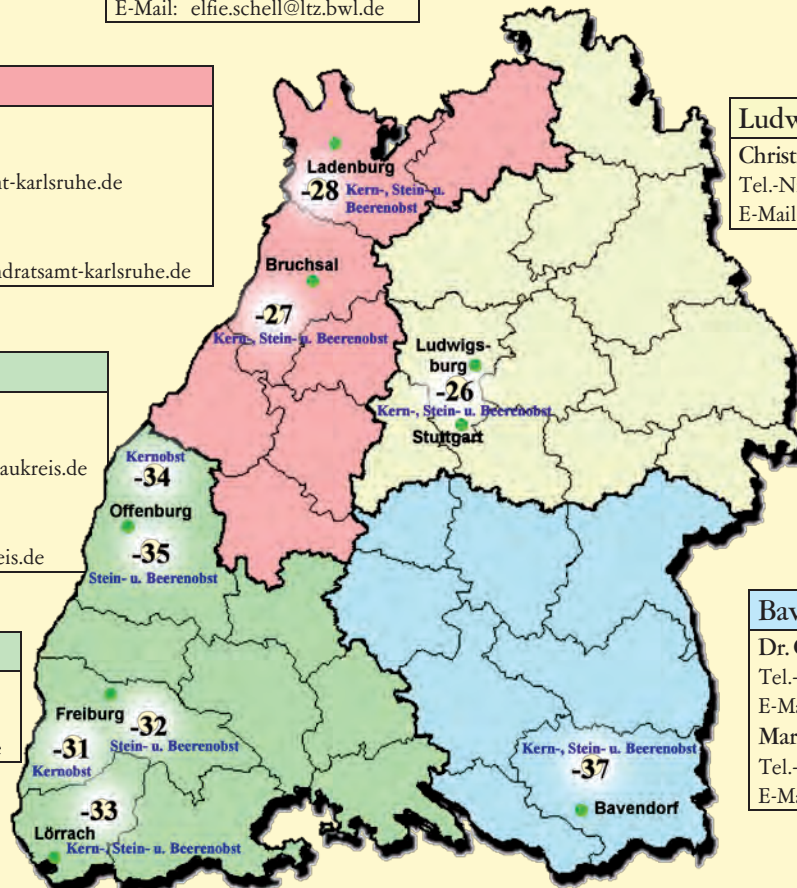 E-Mail: elfie.schell@ltz.bwl.de
t-karlsruhe.de
dratsamt-karlsruhe.de
Ludw
Christ
Tel.-N
E-Mail
Ladenburg
-28 Kern-, Stein- u.
Beerenobst
Bruchsal
-27
Kern-, Stein- u. Beerenobst
Ludwigs-
burg
-26
Kern-, Stein- u. Beerenobst
Stuttgart
aukreis.de
eis.de
Kernobst
-34
Offenburg
-35
Stein- u. Beerenobst
Freiburg
-32
Stein- u. Beerenobst
-31
Kernobst
-33
Lörrach
Kern-, Stein- u. Beerenobst
Kern-, Stein- u. Beerenobst
-37
Bavendorf
Bav
Dr.
Tel.-
E-Ma
Mar
Tel.-
E-Ma